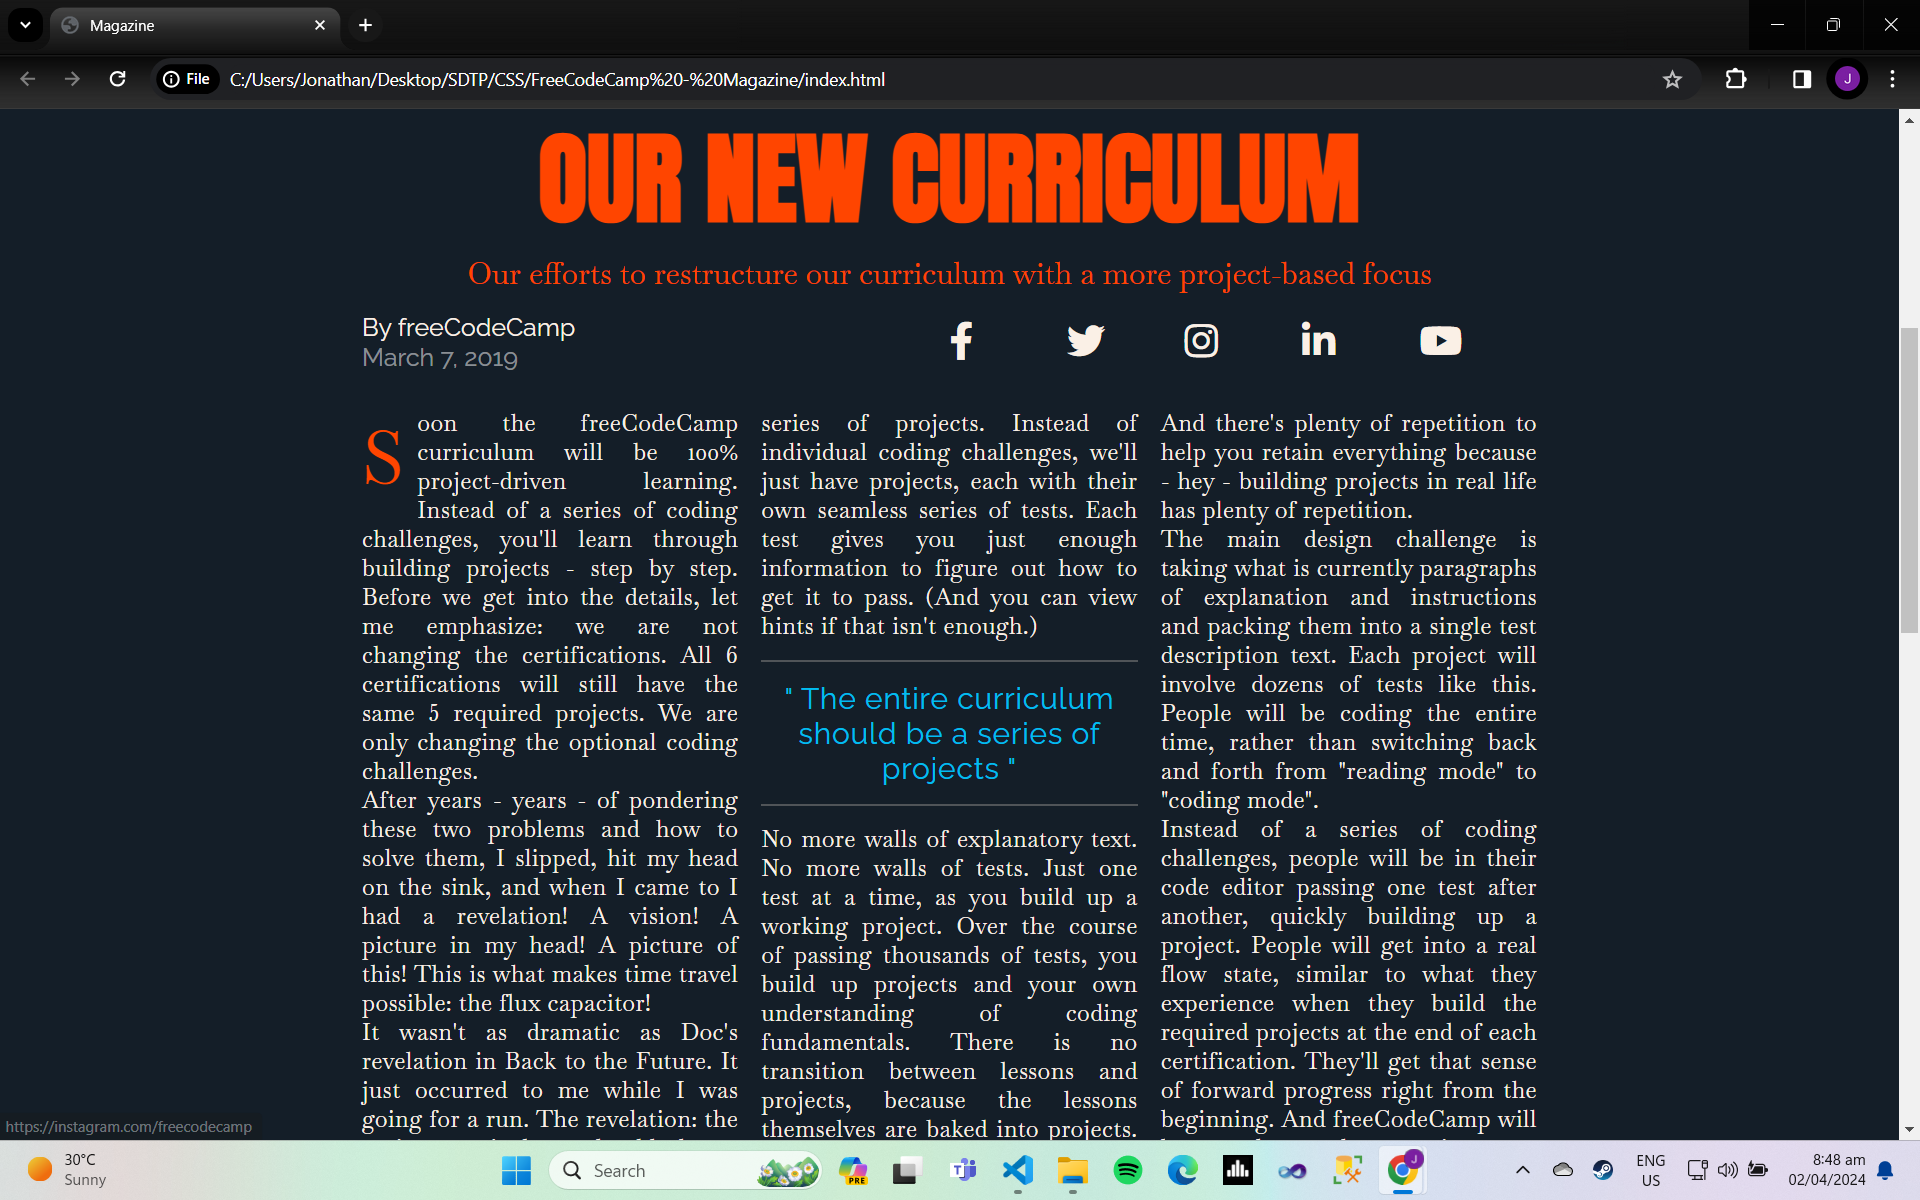 Magazine
File
C:/Users/Jonathan/Desktop/SDTP/CSS/FreeCodeCamp%20-%20Magazine/index.html
J
OUR NEW CURRICULUM
Our efforts to restructure our curriculum with a more project-based focus
By freeCodeCamp
March 7, 2019
Soon the freeCodeCamp
curriculum will be 100%
project-driven learning.
Instead of a series of coding
challenges, you'll learn through
building projects - step by step.
Before we get into the details, let
me emphasize: we are not
changing the certifications. All 6
certifications will still have the
same 5 required projects. We are
only changing the optional coding
challenges.
After years - years - of pondering
these two problems and how to
solve them, I slipped, hit my head
on the sink, and when I came to I
had a revelation! A vision! A
picture in my head! A picture of
this! This is what makes time travel
possible: the flux capacitor!
It wasn't as dramatic as Doc's
revelation in Back to the Future. It
just occurred to me while I was
going for a run. The revelation: the
series of projects. Instead of
individual coding challenges, we'll
just have projects, each with their
own seamless series of tests. Each
test gives you just enough
information to figure out how to
get it to pass. (And you can view
hints if that isn't enough.)
" The entire curriculum
should be a series of
projects "
No more walls of explanatory text.
No more walls of tests. Just one
test at a time, as you build up a
working project. Over the course
of passing thousands of tests, you
build up projects and your own
understanding of coding
fundamentals. There is no
transition between lessons and
projects, because the lessons
themselves are baked into projects.
And there's plenty of repetition to
help you retain everything because
- hey - building projects in real life
has plenty of repetition.
The main design challenge is
taking what is currently paragraphs
of explanation and instructions
and packing them into a single test
description text. Each project will
involve dozens of tests like this.
People will be coding the entire
time, rather than switching back
and forth from "reading mode" to
"coding mode".
Instead of a series of coding
challenges, people will be in their
code editor passing one test after
another, quickly building up a
project. People will get into a real
flow state, similar to what they
experience when they build the
required projects at the end of each
certification. They'll get that sense
of forward progress right from the
beginning. And freeCodeCamp will
https://instagram.com/freecodecamp
30°C
Sunny
Search
PRE
J
ENG
US
8:48 am
02/04/2024